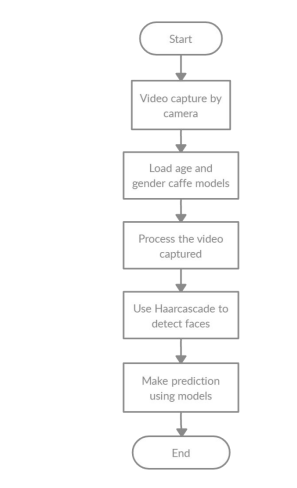 Start
Video capture by
camera
Load age and
gender caffe models
Process the video
captured
Use Haarcascade to
detect faces
Make prediction
using models
End